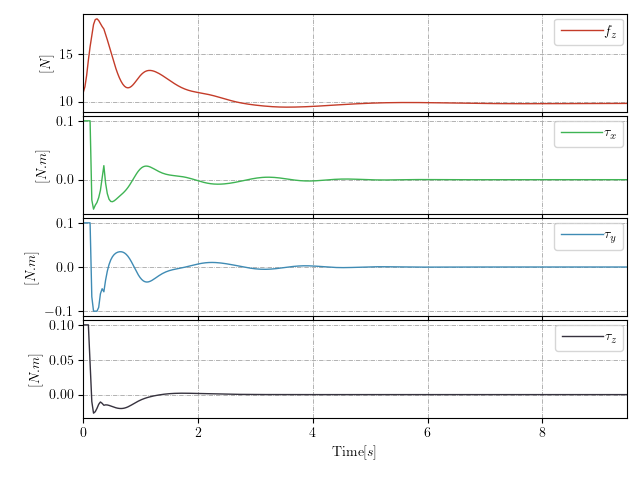 f_z
15
10
[N]
τ_x
0.1
0.0
[N.m]
τ_y
0.1
0.0
−0.1
[N.m]
τ_z
0.10
0.05
0.00
[N.m]
0 2 4 6 8
Time[s]